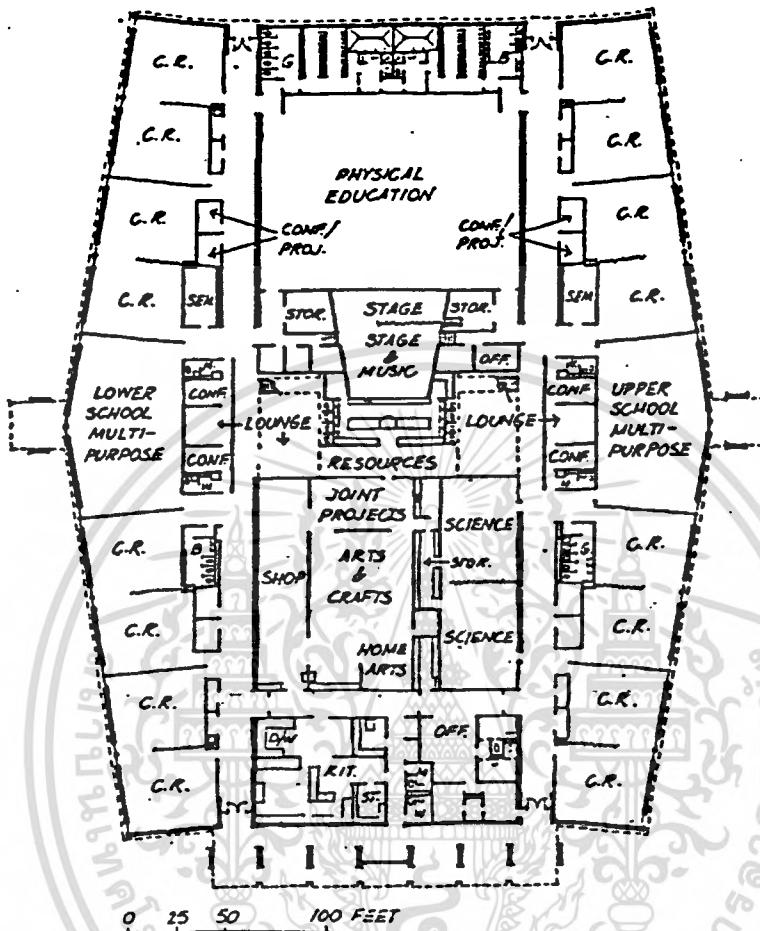 C.R.
G
B
C.R.
C.R.
C.R.
PHYSICAL
EDUCATION
C.R.
CONF./
PROJ.
CONF./
PROJ.
C.R.
C.R.
SEM
STOR.
STAGE
STOR.
SEM
C.R.
STAGE
&
MUSIC
OFF.
LOWER
SCHOOL
MULTI-
PURPOSE
CONF.
LOUNGE
LOUNGE
CONF.
UPPER
SCHOOL
MULTI-
PURPOSE
CONF.
RESOURCES
CONF.
JOINT
PROJECTS
C.R.
B
SCIENCE
G
C.R.
SHOP
ARTS
&
CRAFTS
STOR.
C.R.
C.R.
HOME
ARTS
SCIENCE
C.R.
C.R.
D/W
OFF.
C.R.
KIT.
C.R.
0 25 50 100 FEET